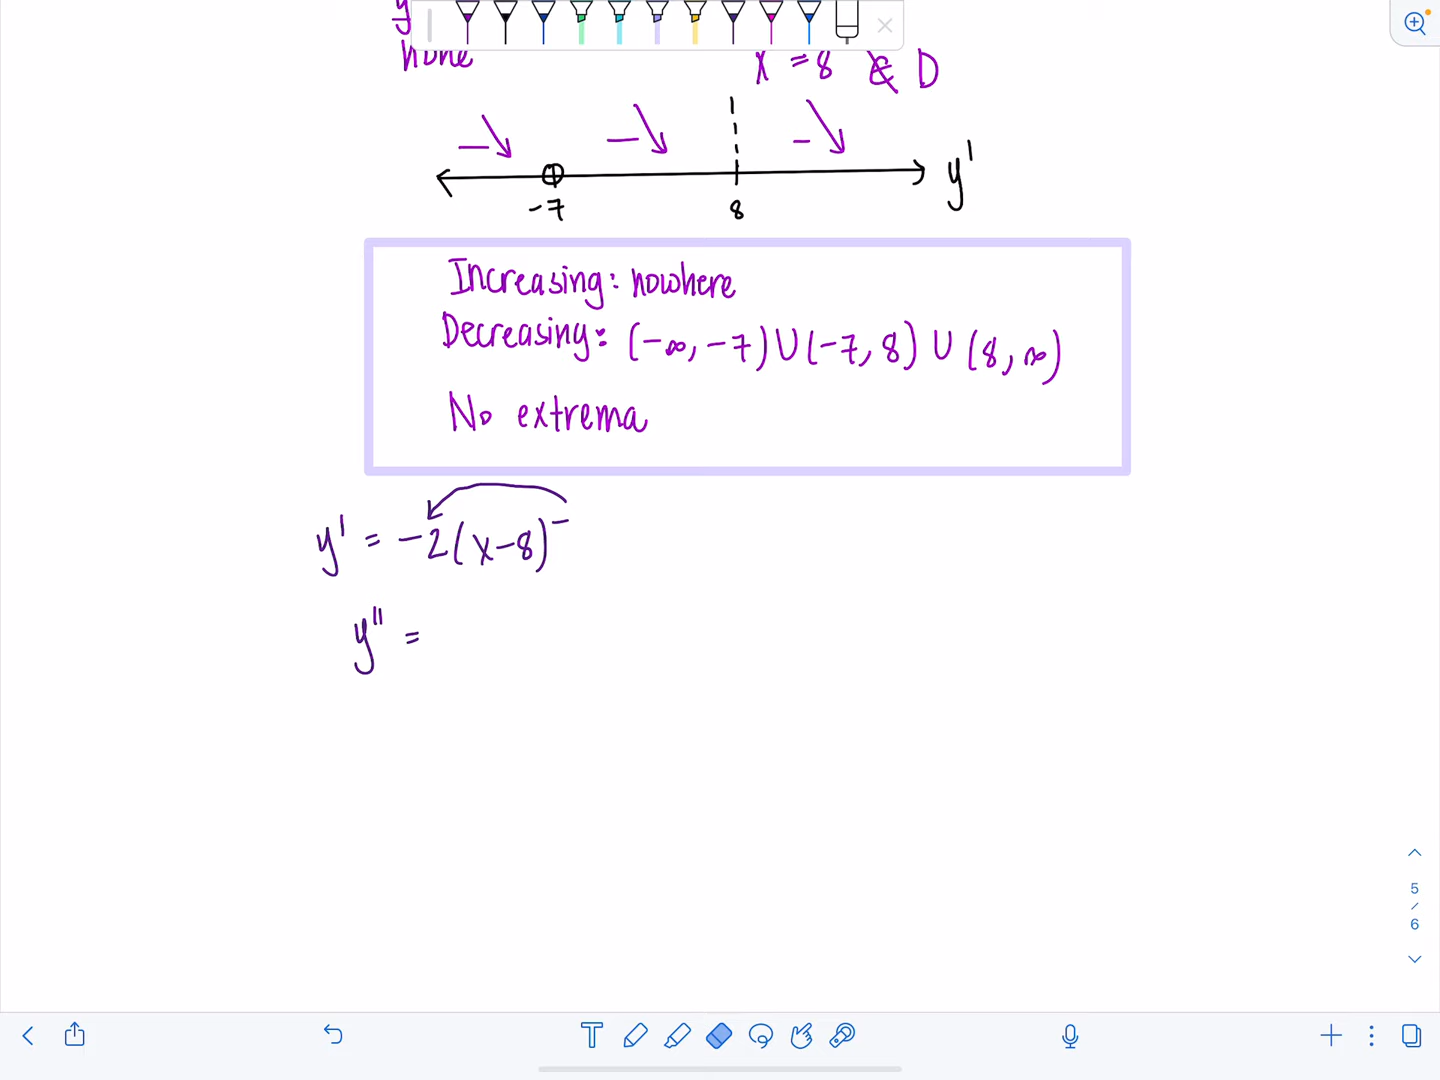 y
none
x = 8 ∉ D
− − −
-7 8 y'
Increasing: nowhere
Decreasing: (-∞, -7) ∪ (-7, 8) ∪ (8, ∞)
No extrema
y' = -2(x-8)⁻
y'' =
5
/
6